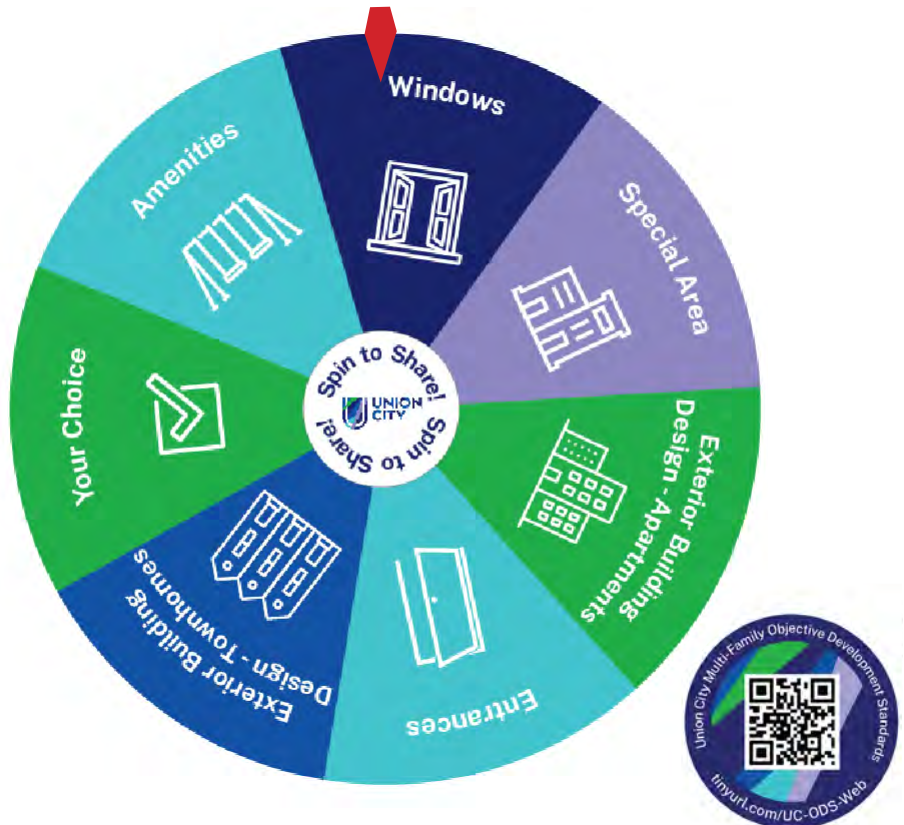 Windows
Special Area
Exterior Building
Design - Apartments
Entrances
Exterior Building
Design - Townhomes
Your Choice
Amenities
Spin to Share!
Spin to Share!
UNION
CITY
Union City Multi-Family Objective Development Standards
tinyurl.com/UC-ODS-Web